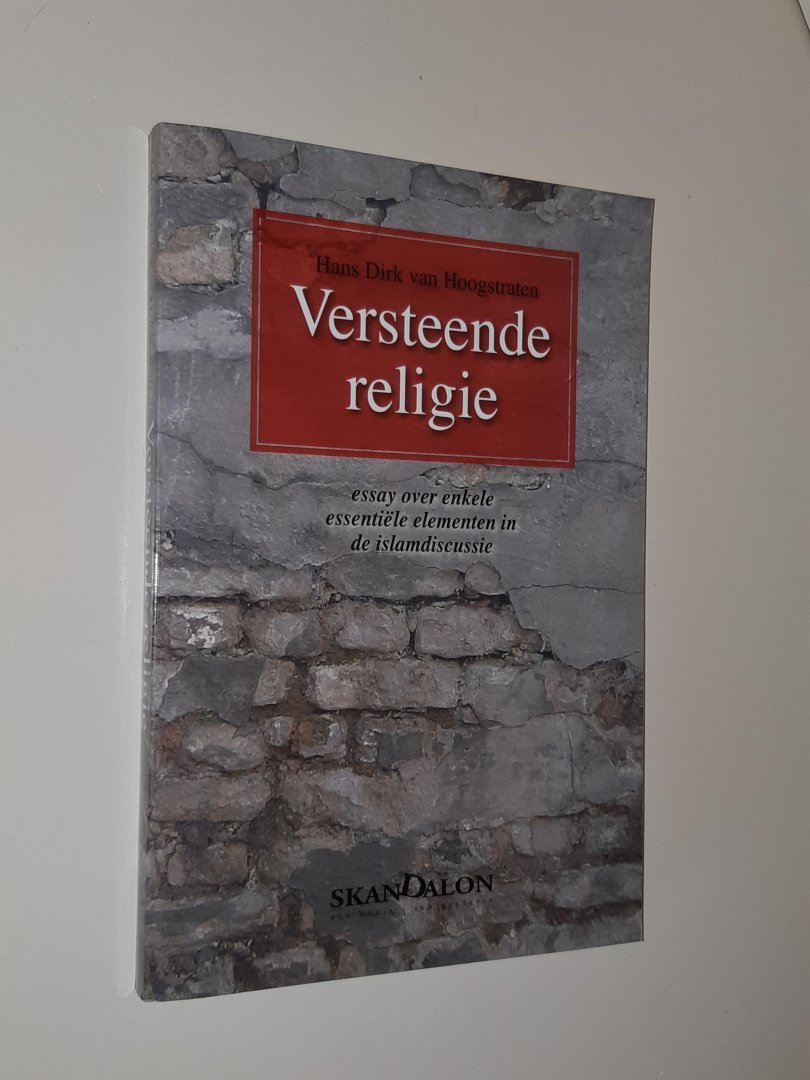 Hans Dirk van Hoogstraten
Versteende
religie
essay over enkele
essentiële elementen in
de islamdiscussie
SKANDALON